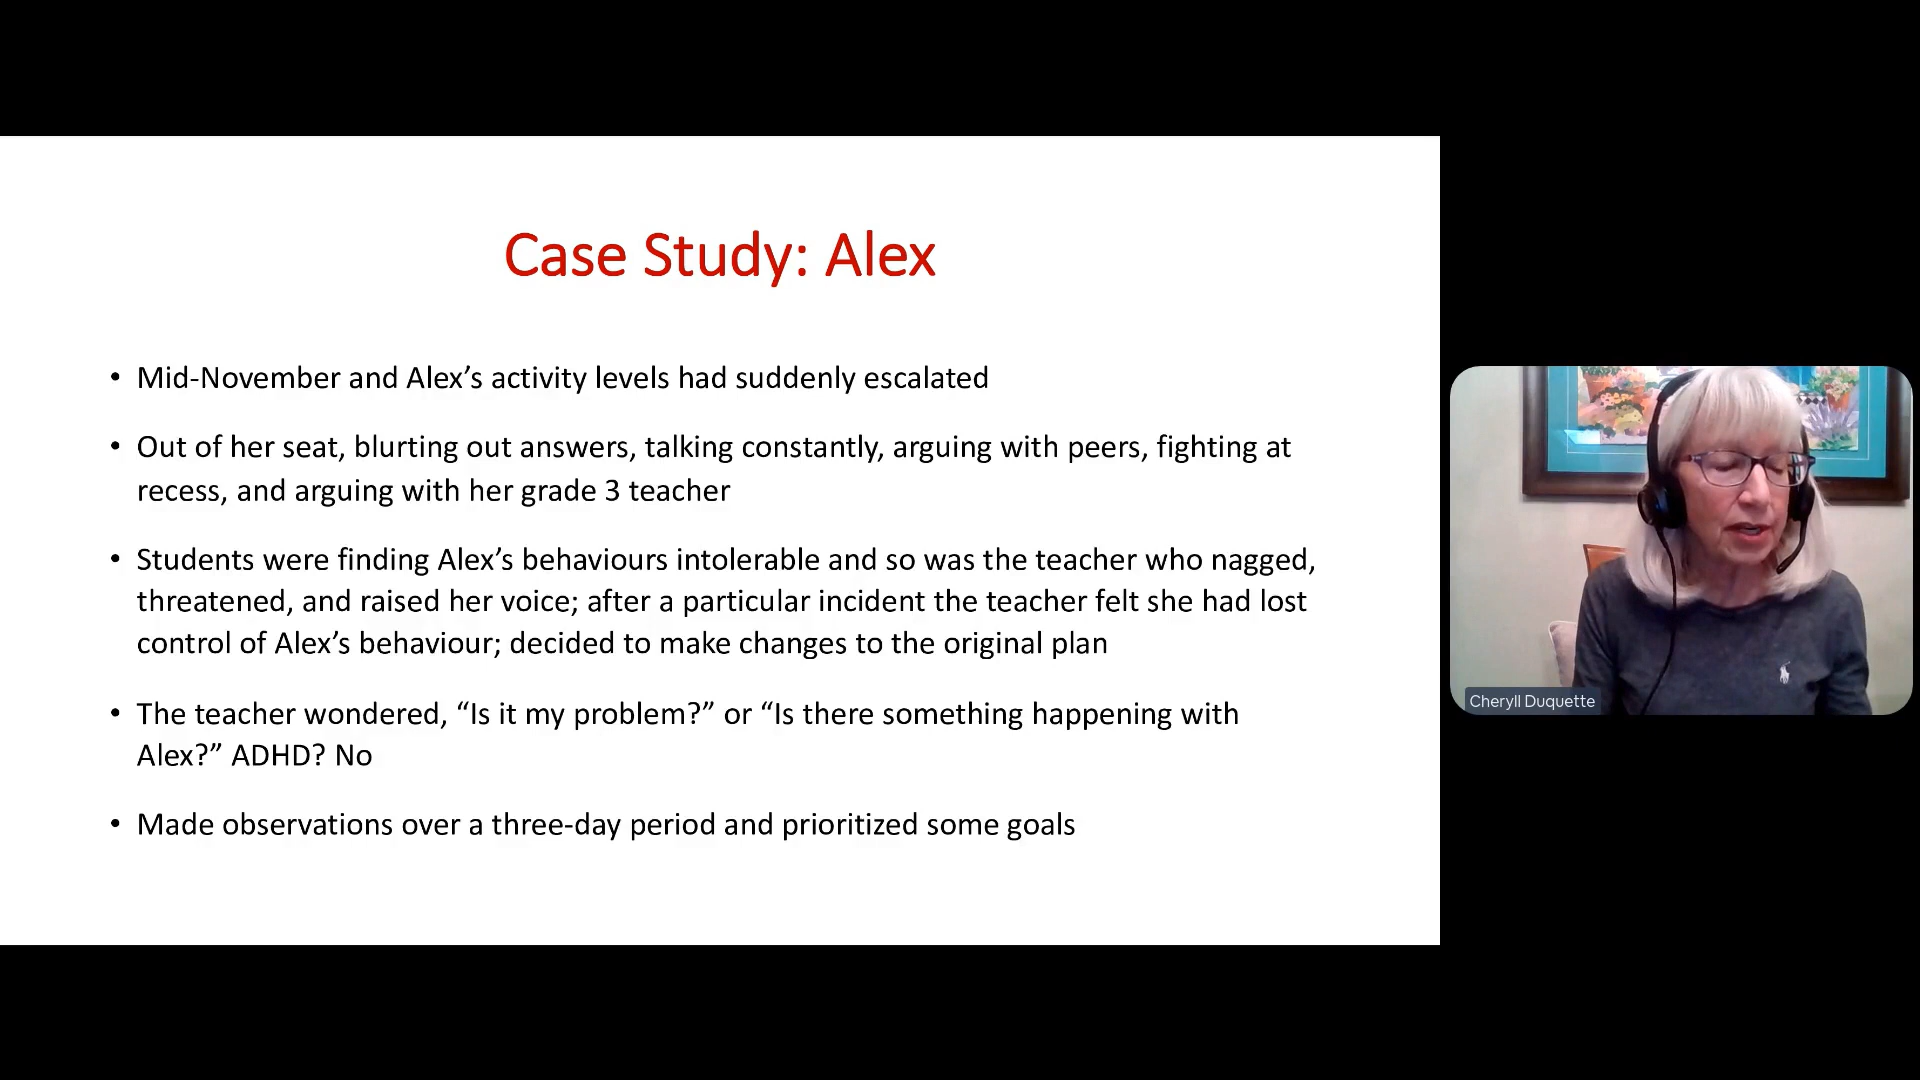 Case Study: Alex
• Mid-November and Alex’s activity levels had suddenly escalated
• Out of her seat, blurting out answers, talking constantly, arguing with peers, fighting at
recess, and arguing with her grade 3 teacher
• Students were finding Alex’s behaviours intolerable and so was the teacher who nagged,
threatened, and raised her voice; after a particular incident the teacher felt she had lost
control of Alex’s behaviour; decided to make changes to the original plan
• The teacher wondered, “Is it my problem?” or “Is there something happening with
Alex?” ADHD? No
• Made observations over a three-day period and prioritized some goals
Cheryll Duquette